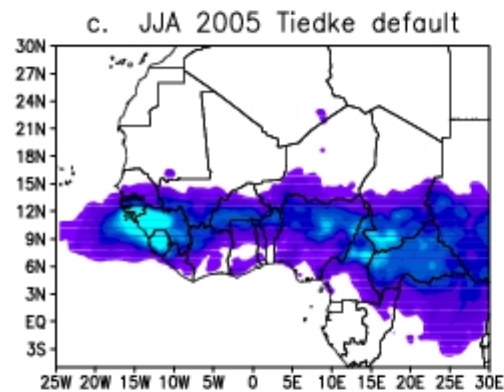 c. JJA 2005 Tiedke default
30N
27N
24N
21N
18N
15N
12N
9N
6N
3N
EQ
3S
25W 20W 15W 10W 5W 0 5E 10E 15E 20E 25E 30E